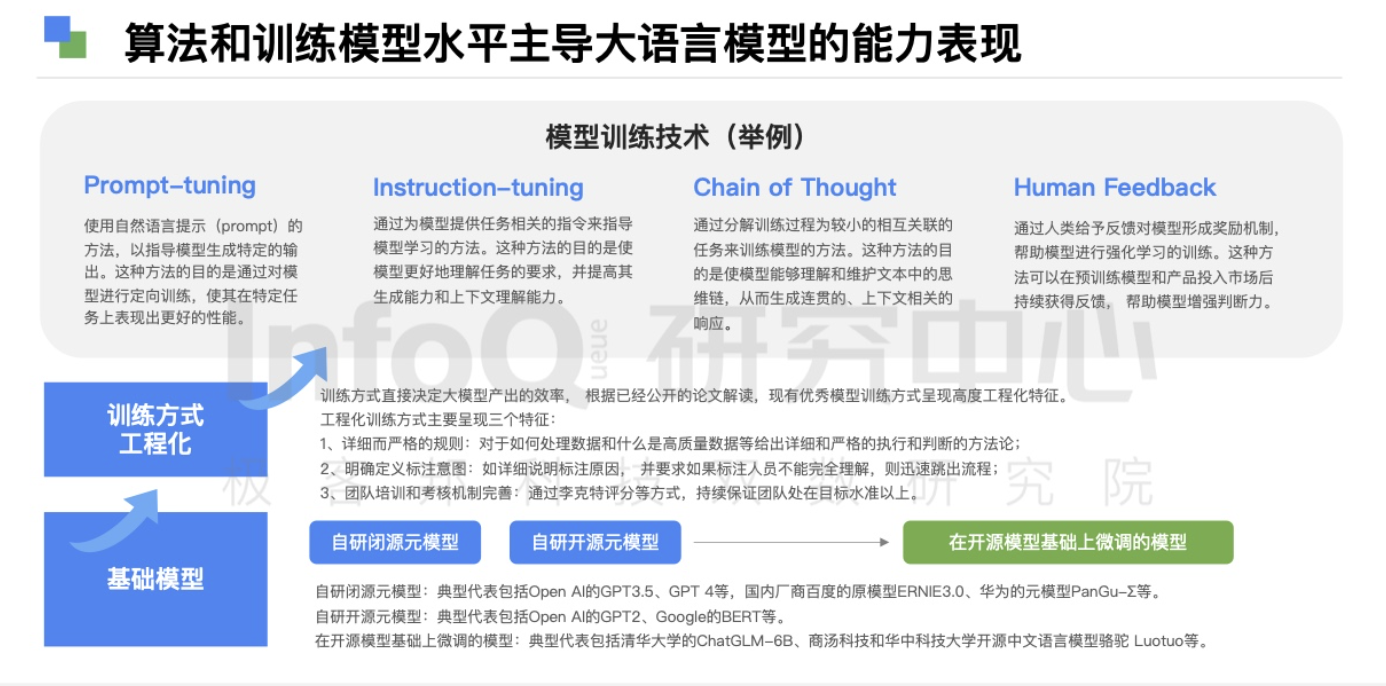 算法和训练模型水平主导大语言模型的能力表现
模型训练技术（举例）
Prompt-tuning
使用自然语言提示（prompt）的
方法，以指导模型生成特定的输
出。这种方法的目的是通过对模
型进行定向训练，使其在特定任
务上表现出更好的性能。
Instruction-tuning
通过为模型提供任务相关的指令来指导
模型学习的方法。这种方法的目的是使
模型更好地理解任务的要求，并提高其
生成能力和上下文理解能力。
Chain of Thought
通过分解训练过程为较小的相互关联的
任务来训练模型的方法。这种方法的目
的是使模型能够理解和维护文本中的思
维链，从而生成连贯的、上下文相关的
响应。
Human Feedback
通过人类给予反馈对模型形成奖励机制，
帮助模型进行强化学习的训练。这种方
法可以在预训练模型和产品投入市场后
持续获得反馈， 帮助模型增强判断力。
InfoQueue 研究中心
极客邦科技双数研究院
训练方式
工程化
训练方式直接决定大模型产出的效率， 根据已经公开的论文解读，现有优秀模型训练方式呈现高度工程化特征。
工程化训练方式主要呈现三个特征：
1、详细而严格的规则：对于如何处理数据和什么是高质量数据等给出详细和严格的执行和判断的方法论；
2、明确定义标注意图：如详细说明标注原因， 并要求如果标注人员不能完全理解，则迅速跳出流程；
3、团队培训和考核机制完善：通过李克特评分等方式，持续保证团队处在目标水准以上。
基础模型
自研闭源元模型
自研开源元模型
在开源模型基础上微调的模型
自研闭源元模型：典型代表包括Open AI的GPT3.5、GPT 4等，国内厂商百度的原模型ERNIE3.0、华为的元模型PanGu-Σ等。
自研开源元模型：典型代表包括Open AI的GPT2、Google的BERT等。
在开源模型基础上微调的模型：典型代表包括清华大学的ChatGLM-6B、商汤科技和华中科技大学开源中文语言模型骆驼 Luotuo等。